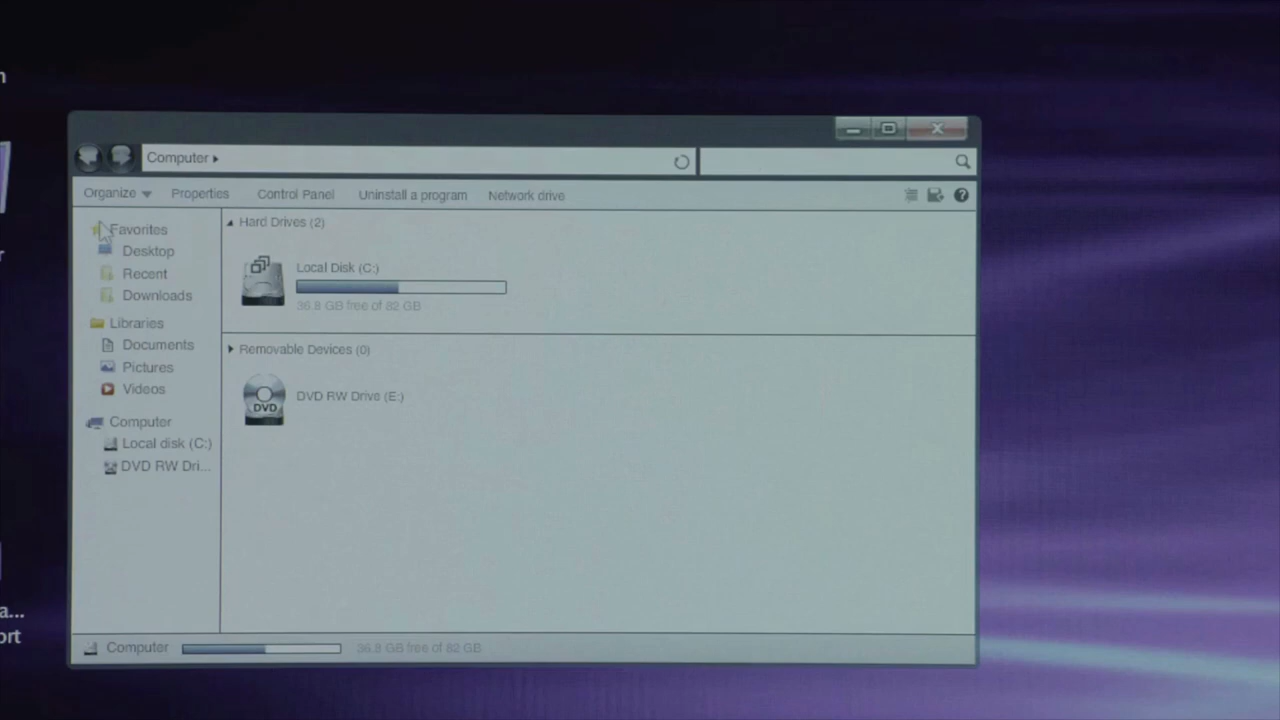 n
Computer
Organize Properties Control Panel Uninstall a program Network drive ?
Favorites
Desktop
Recent
Downloads
Libraries
Documents
Pictures
Videos
Computer
Local disk (C:)
DVD RW Dri...
Hard Drives (2)
Local Disk (C:)
36.8 GB free of 82 GB
Removable Devices (0)
DVD
DVD RW Drive (E:)
Computer 36.8 GB free of 82 GB
r
a...
ort